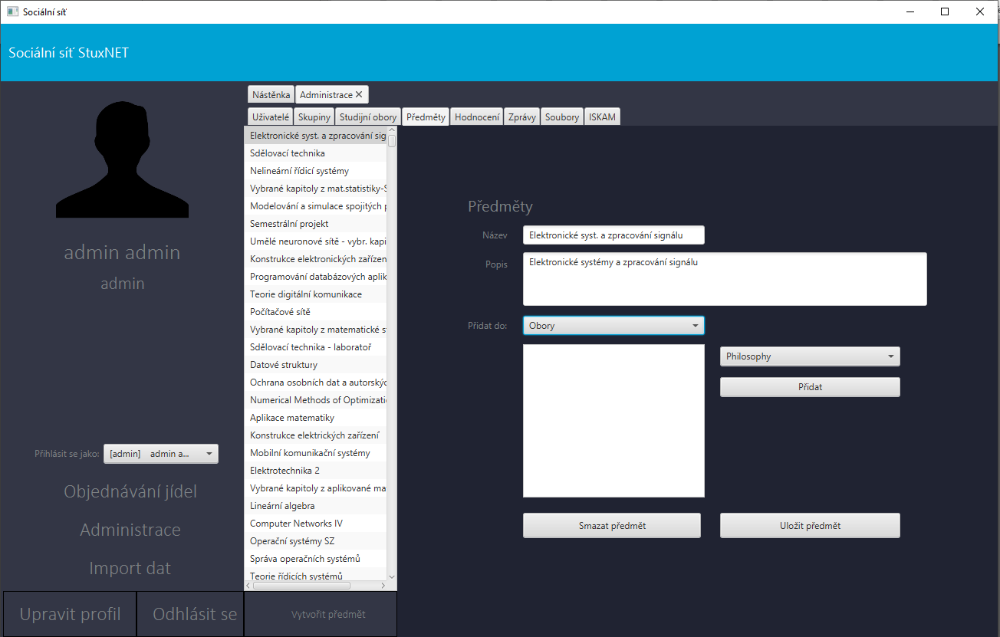 Sociální síť
Sociální síť StuxNET
admin admin
admin
Přihlásit se jako: [admin] admin a...
Objednávání jídel
Administrace
Import dat
Upravit profil
Odhlásit se
Nástěnka
Administrace
Uživatelé
Skupiny
Studijní obory
Předměty
Hodnocení
Zprávy
Soubory
ISKAM
Elektronické syst. a zpracování sig
Sdělovací technika
Nelineární řídicí systémy
Vybrané kapitoly z mat.statistiky-S
Modelování a simulace spojitých p
Semestrální projekt
Umělé neuronové sítě - vybr. kapi
Konstrukce elektronických zařízen
Programování databázových aplik
Teorie digitální komunikace
Počítačové sítě
Vybrané kapitoly z matematické s
Sdělovací technika - laboratoř
Datové struktury
Ochrana osobních dat a autorskýc
Numerical Methods of Optimizati
Aplikace matematiky
Konstrukce elektrických zařízení
Mobilní komunikační systémy
Elektrotechnika 2
Vybrané kapitoly z aplikované ma
Lineární algebra
Computer Networks IV
Operační systémy SZ
Správa operačních systémů
Teorie řídicích systémů
Vytvořit předmět
Předměty
Název
Elektronické syst. a zpracování signálu
Popis
Elektronické systémy a zpracování signálu
Přidat do:
Obory
Philosophy
Přidat
Smazat předmět
Uložit předmět